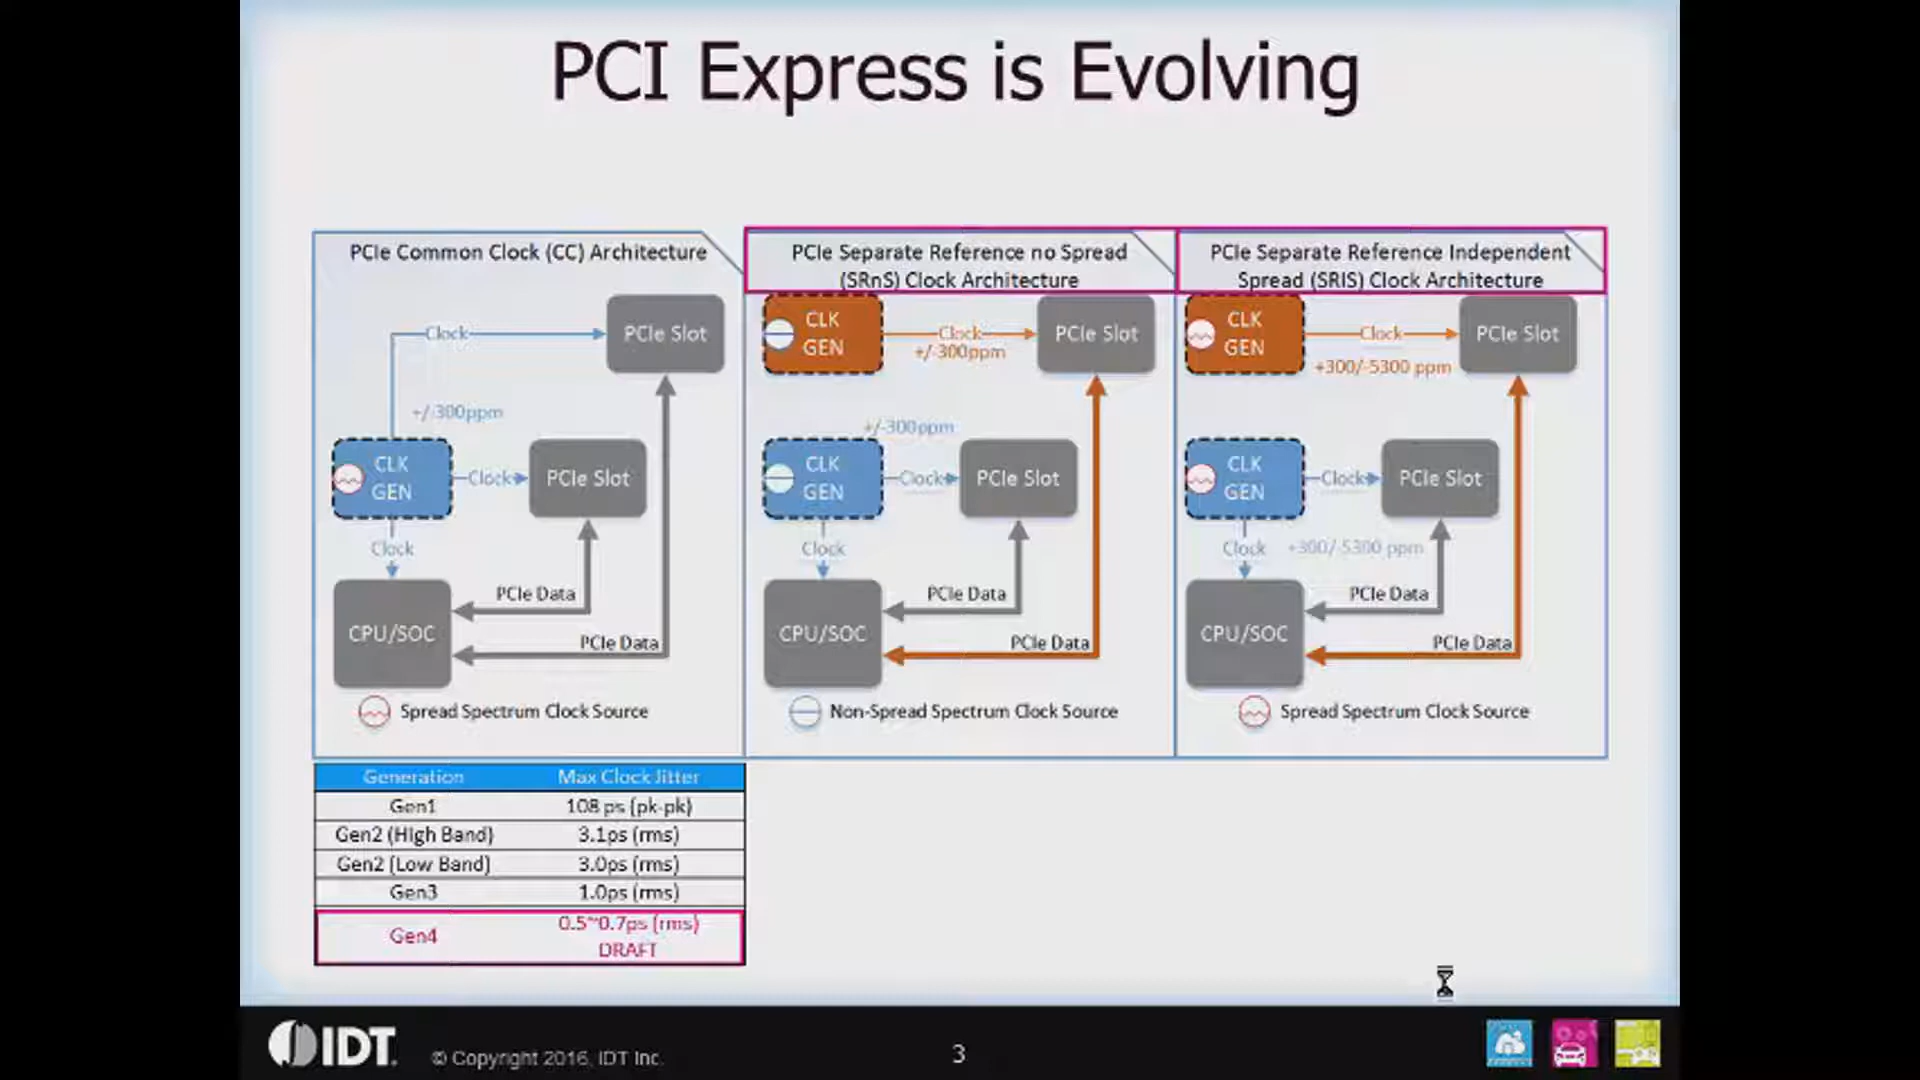 PCI Express is Evolving
PCIe Common Clock (CC) Architecture
PCIe Slot
Clock
+/-300ppm
CLK
GEN
Clock
PCIe Slot
Clock
CPU/SOC
PCIe Data
PCIe Data
Spread Spectrum Clock Source
PCIe Separate Reference no Spread
(SRnS) Clock Architecture
CLK
GEN
Clock
+/-300ppm
PCIe Slot
+/-300ppm
CLK
GEN
Clock
PCIe Slot
Clock
CPU/SOC
PCIe Data
PCIe Data
Non-Spread Spectrum Clock Source
PCIe Separate Reference Independent
Spread (SRIS) Clock Architecture
CLK
GEN
Clock
+300/-5300 ppm
PCIe Slot
CLK
GEN
Clock
PCIe Slot
Clock
+300/-5300 ppm
CPU/SOC
PCIe Data
PCIe Data
Spread Spectrum Clock Source
Generation Max Clock Jitter
Gen1 108 ps (pk-pk)
Gen2 (High Band) 3.1ps (rms)
Gen2 (Low Band) 3.0ps (rms)
Gen3 1.0ps (rms)
Gen4 0.5~0.7ps (rms)
DRAFT
IDT.
© Copyright 2016, IDT Inc.
3